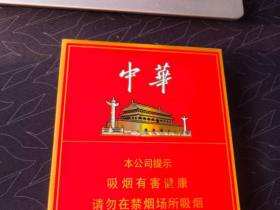 中華
本公司提示
吸烟有害健康
请勿在禁烟场所吸烟